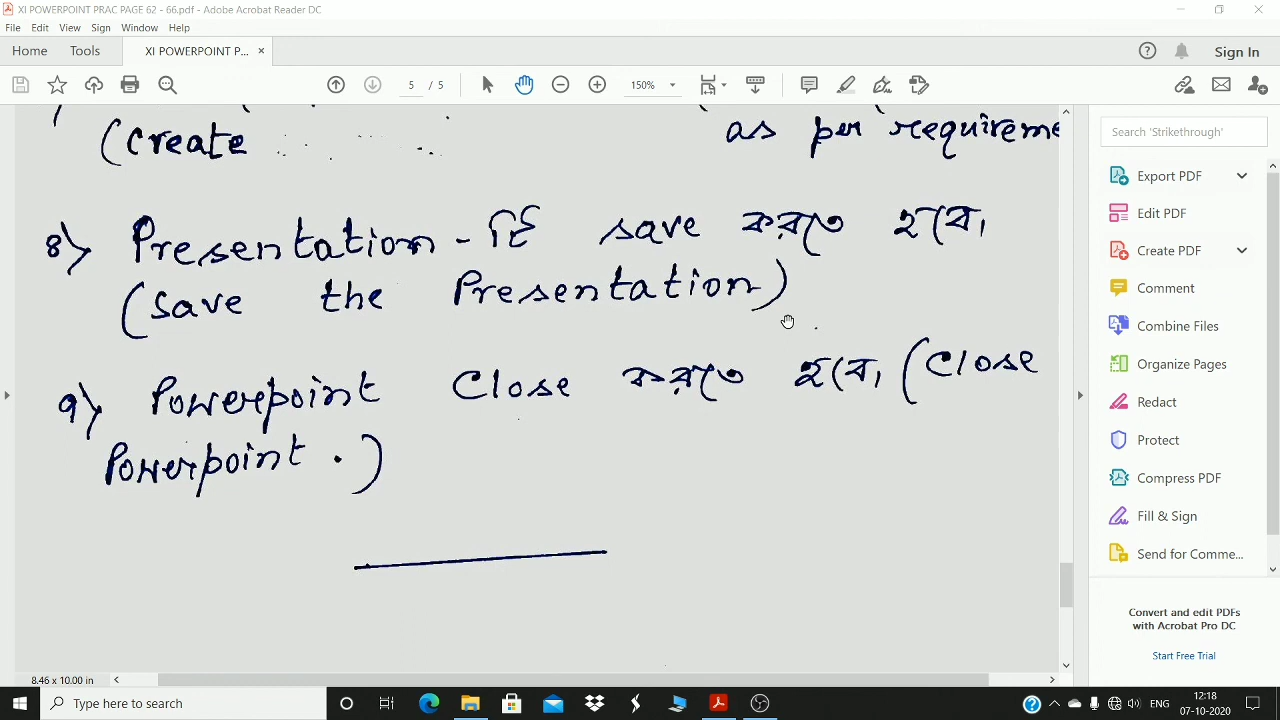 XI POWERPOINT PRAC PAGE 62 - 66.pdf - Adobe Acrobat Reader DC
File Edit View Sign Window Help
Home Tools XI POWERPOINT P... × Sign In
5 / 5 150%
(create as per requireme
8) Presentation - টি save করতে হবে।
(save the Presentation)
9) Powerpoint Close করতে হবে। (Close
Powerpoint .)
8.46 x 10.00 in
Search 'Strikethrough'
Export PDF
Edit PDF
Create PDF
Comment
Combine Files
Organize Pages
Redact
Protect
Compress PDF
Fill & Sign
Send for Comme...
Convert and edit PDFs
with Acrobat Pro DC
Start Free Trial
Type here to search
ENG 12:18
07-10-2020